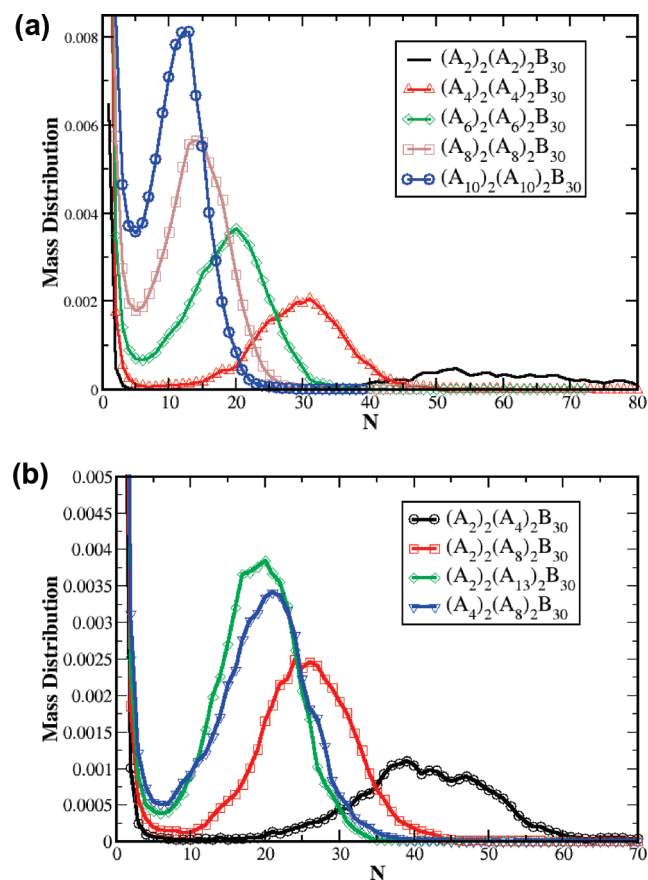 (a)
0.008
0.006
0.004
0.002
0
Mass Distribution
(A2)2(A2)2B30
(A4)2(A4)2B30
(A6)2(A6)2B30
(A8)2(A8)2B30
(A10)2(A10)2B30
0 10 20 30 40 50 60 70 80
N
(b)
0.005
0.0045
0.004
0.0035
0.003
0.0025
0.002
0.0015
0.001
0.0005
0
Mass Distribution
(A2)2(A4)2B30
(A2)2(A8)2B30
(A2)2(A13)2B30
(A4)2(A8)2B30
0 10 20 30 40 50 60 70
N